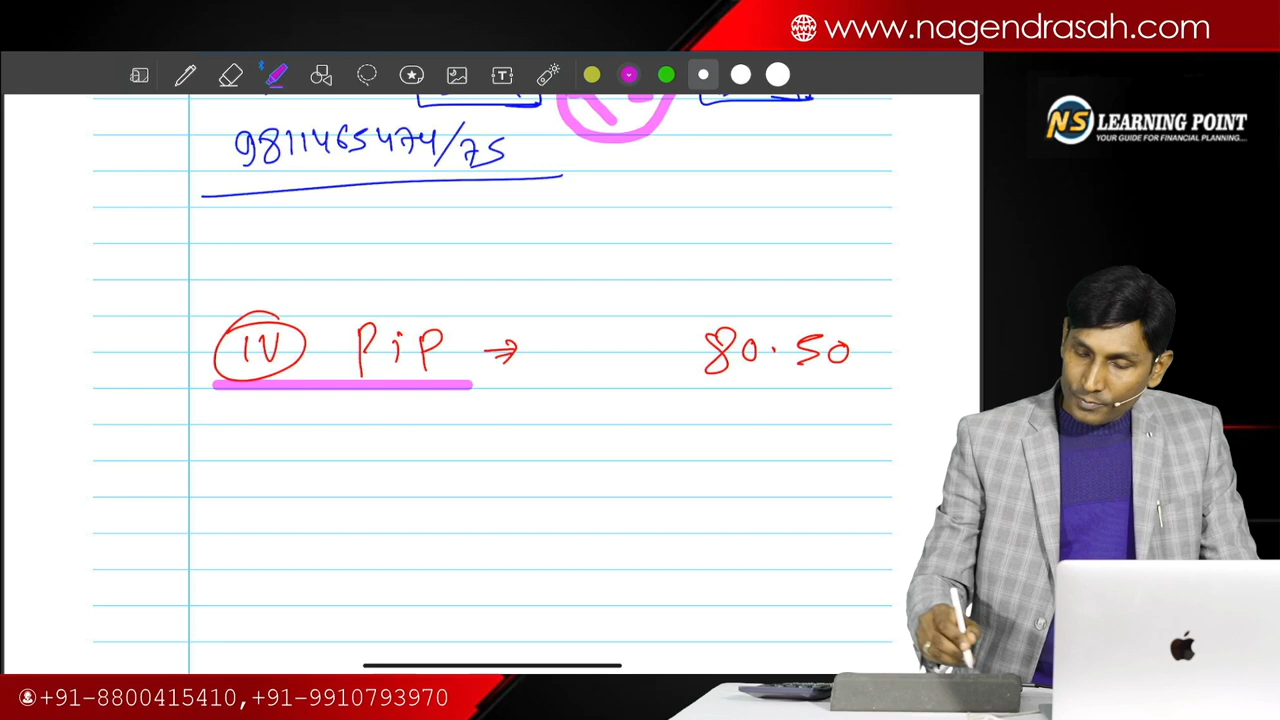 www.nagendrasah.com
NS LEARNING POINT
YOUR GUIDE FOR FINANCIAL PLANNING....
9811465474/75
IV PiP → 80.50
+91-8800415410,+91-9910793970